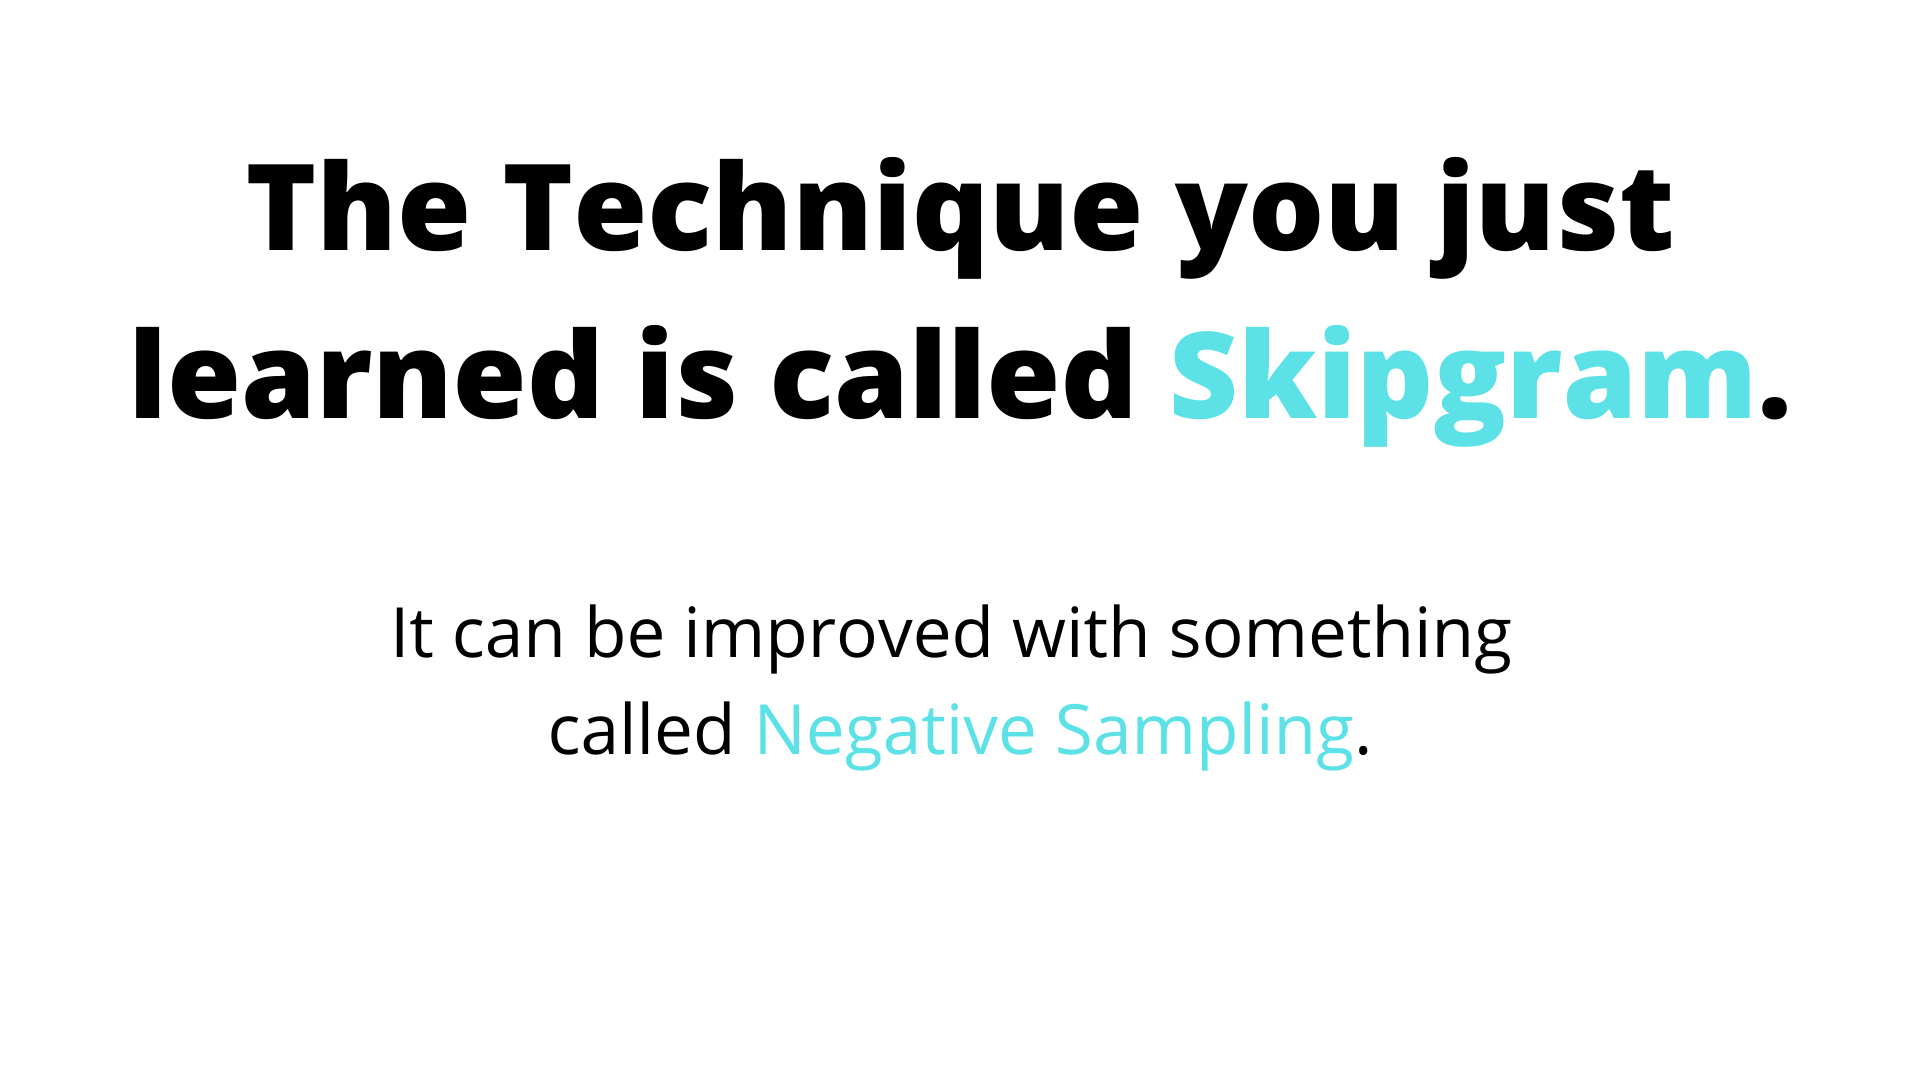 The Technique you just
learned is called Skipgram.
It can be improved with something
called Negative Sampling.